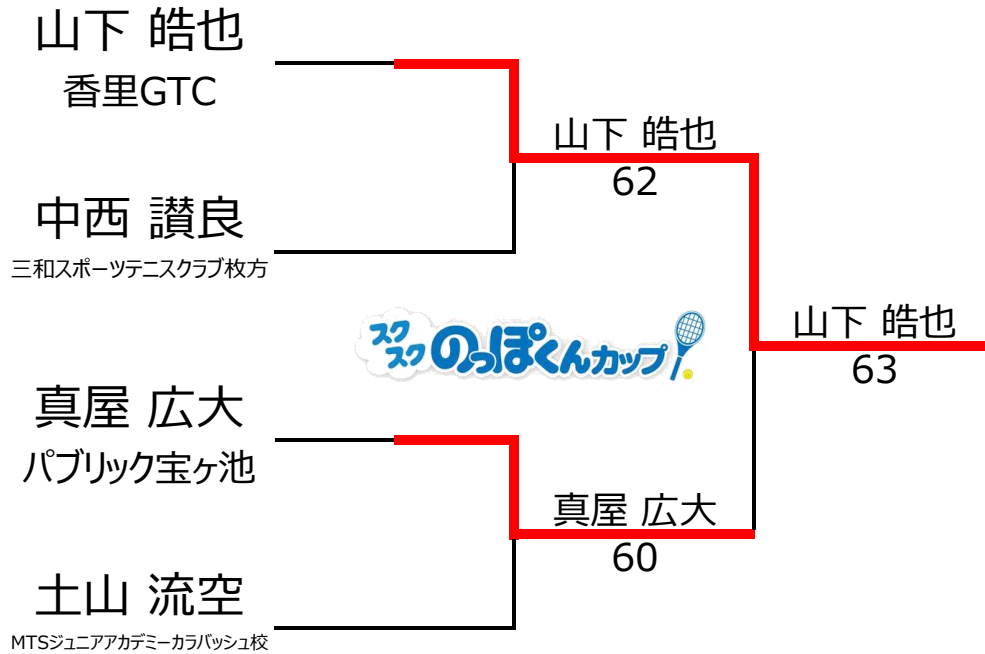 山下 皓也
香里GTC
山下 皓也
62
中西 讃良
三和スポーツテニスクラブ枚方
スクスク のっぽくんカップ
山下 皓也
63
真屋 広大
パブリック宝ヶ池
真屋 広大
60
土山 流空
MTSジュニアアカデミーカラバッシュ校